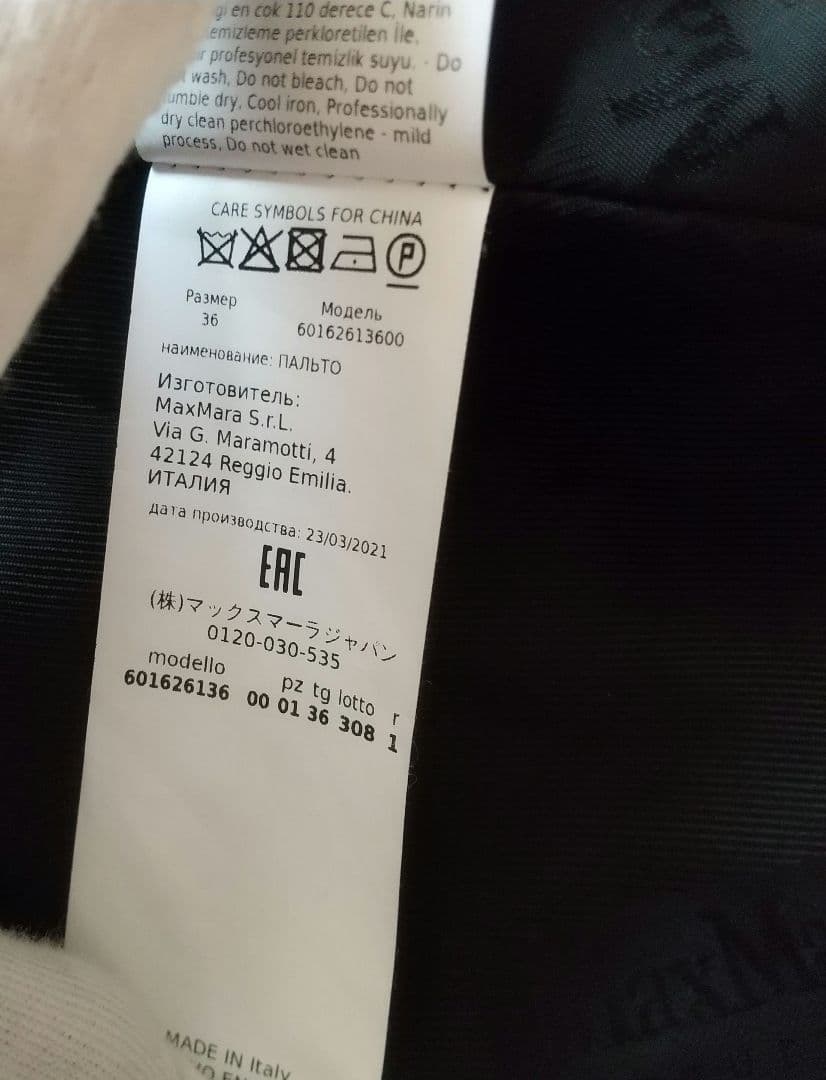 en cok 110 derece C, Narin
temizleme perkloretilen İle,
profesyonel temizlik suyu. - Do
wash, Do not bleach, Do not
tumble dry, Cool iron, Professionally
dry clean perchloroethylene - mild
process, Do not wet clean
CARE SYMBOLS FOR CHINA
P
Размер
36
Модель
60162613600
наименование: ПАЛЬТО
Изготовитель:
MaxMara S.r.L.
Via G. Maramotti, 4
42124 Reggio Emilia.
ИТАЛИЯ
дата производства: 23/03/2021
EAC
(株)マックスマーラジャパン
0120-030-535
modello pz tg lotto r
601626136 00 01 36 308 1
MADE IN Italy